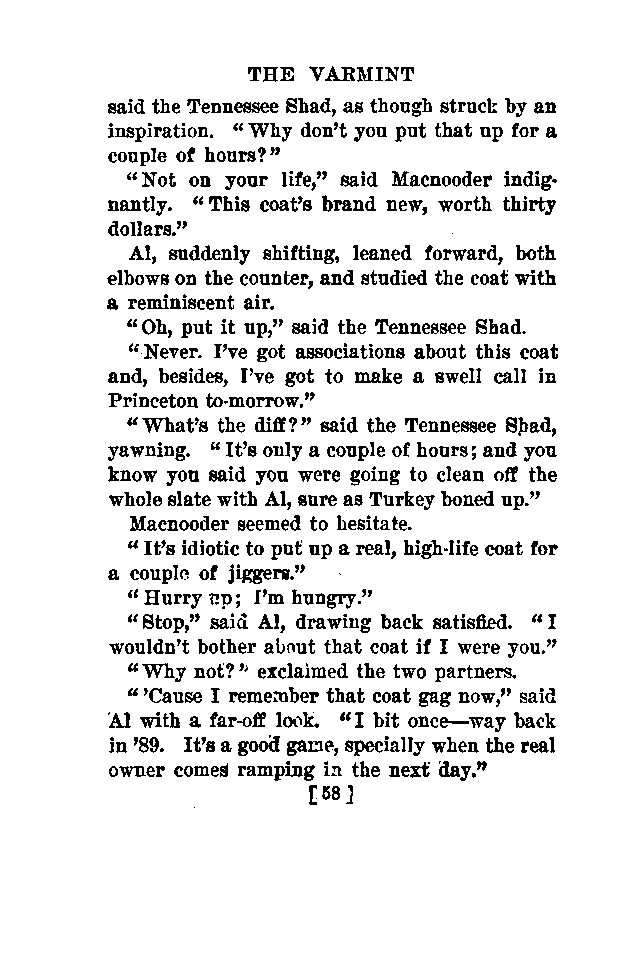 THE VARMINT
said the Tennessee Shad, as though struck by an
inspiration. “Why don’t you put that up for a
couple of hours?”
“Not on your life,” said Macnooder indig-
nantly. “This coat’s brand new, worth thirty
dollars.”
Al, suddenly shifting, leaned forward, both
elbows on the counter, and studied the coat with
a reminiscent air.
“Oh, put it up,” said the Tennessee Shad.
“Never. I’ve got associations about this coat
and, besides, I’ve got to make a swell call in
Princeton to-morrow.”
“What’s the diff?” said the Tennessee Shad,
yawning. “It’s only a couple of hours; and you
know you said you were going to clean off the
whole slate with Al, sure as Turkey boned up.”
Macnooder seemed to hesitate.
“It’s idiotic to put up a real, high-life coat for
a couple of jiggers.”
“Hurry up; I’m hungry.”
“Stop,” said Al, drawing back satisfied. “I
wouldn’t bother about that coat if I were you.”
“Why not?” exclaimed the two partners.
“’Cause I remember that coat gag now,” said
Al with a far-off look. “I bit once—way back
in ’89. It’s a good game, specially when the real
owner comes ramping in the next day.”
[58]